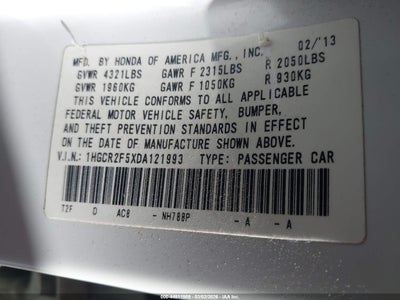 MFD. BY HONDA OF AMERICA MFG., INC. 02/'13
GVWR 4321LBS GAWR F 2315LBS R 2050LBS
GVWR 1960KG GAWR F 1050KG R 930KG
THIS VEHICLE CONFORMS TO ALL APPLICABLE
FEDERAL MOTOR VEHICLE SAFETY, BUMPER,
AND THEFT PREVENTION STANDARDS IN EFFECT
ON THE DATE OF MANUFACTURE SHOWN ABOVE.
V.I.N.: 1HGCR2F5XDA121993 TYPE: PASSENGER CAR
T2F D AC8 - NH788P -A -A